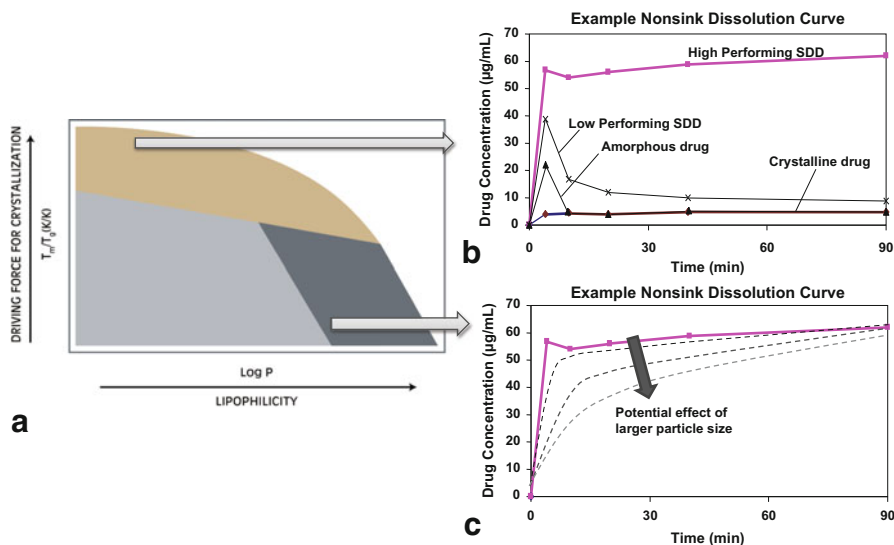 a
DRIVING FORCE FOR CRYSTALLIZATION
Tm/Tg(K/K)
Log P
LIPOPHILICITY
b
Example Nonsink Dissolution Curve
Drug Concentration (µg/mL)
70
60
50
40
30
20
10
0
High Performing SDD
Low Performing SDD
Amorphous drug
Crystalline drug
0
30
60
90
Time (min)
c
Example Nonsink Dissolution Curve
Drug Concentration (µg/mL)
70
60
50
40
30
20
10
0
Potential effect of
larger particle size
0
30
60
90
Time (min)